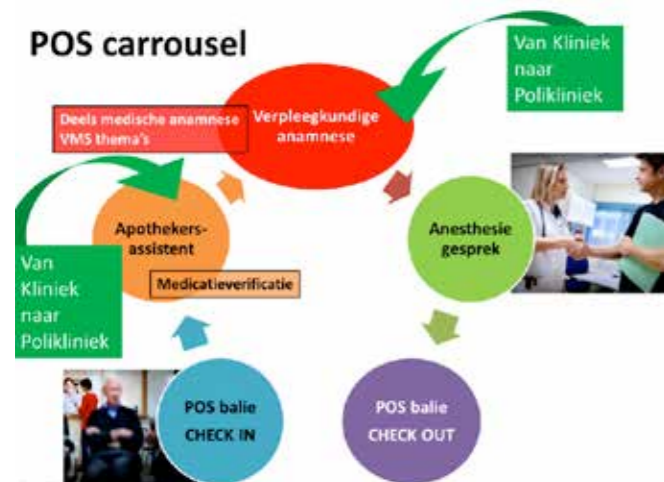 POS carrousel
Van Kliniek
naar
Polikliniek
Deels medische anamnese
VMS thema's
Verpleegkundige
anamnese
Apothekers-
assistent
Anesthesie
gesprek
Van
Kliniek
naar
Polikliniek
Medicatieverificatie
POS balie
CHECK IN
POS balie
CHECK OUT